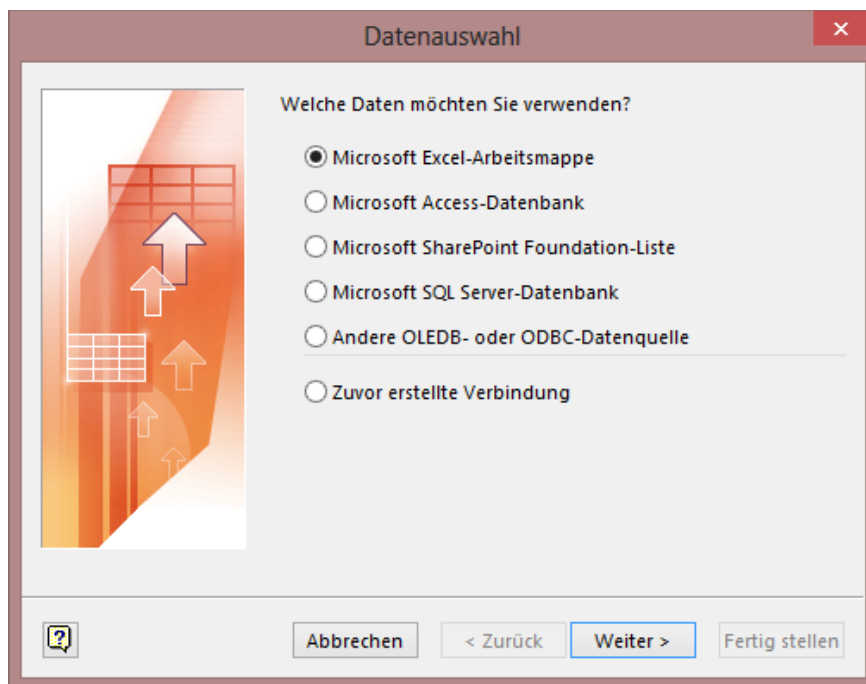 Datenauswahl
Welche Daten möchten Sie verwenden?
Microsoft Excel-Arbeitsmappe
Microsoft Access-Datenbank
Microsoft SharePoint Foundation-Liste
Microsoft SQL Server-Datenbank
Andere OLEDB- oder ODBC-Datenquelle
Zuvor erstellte Verbindung
Abbrechen
< Zurück
Weiter >
Fertig stellen